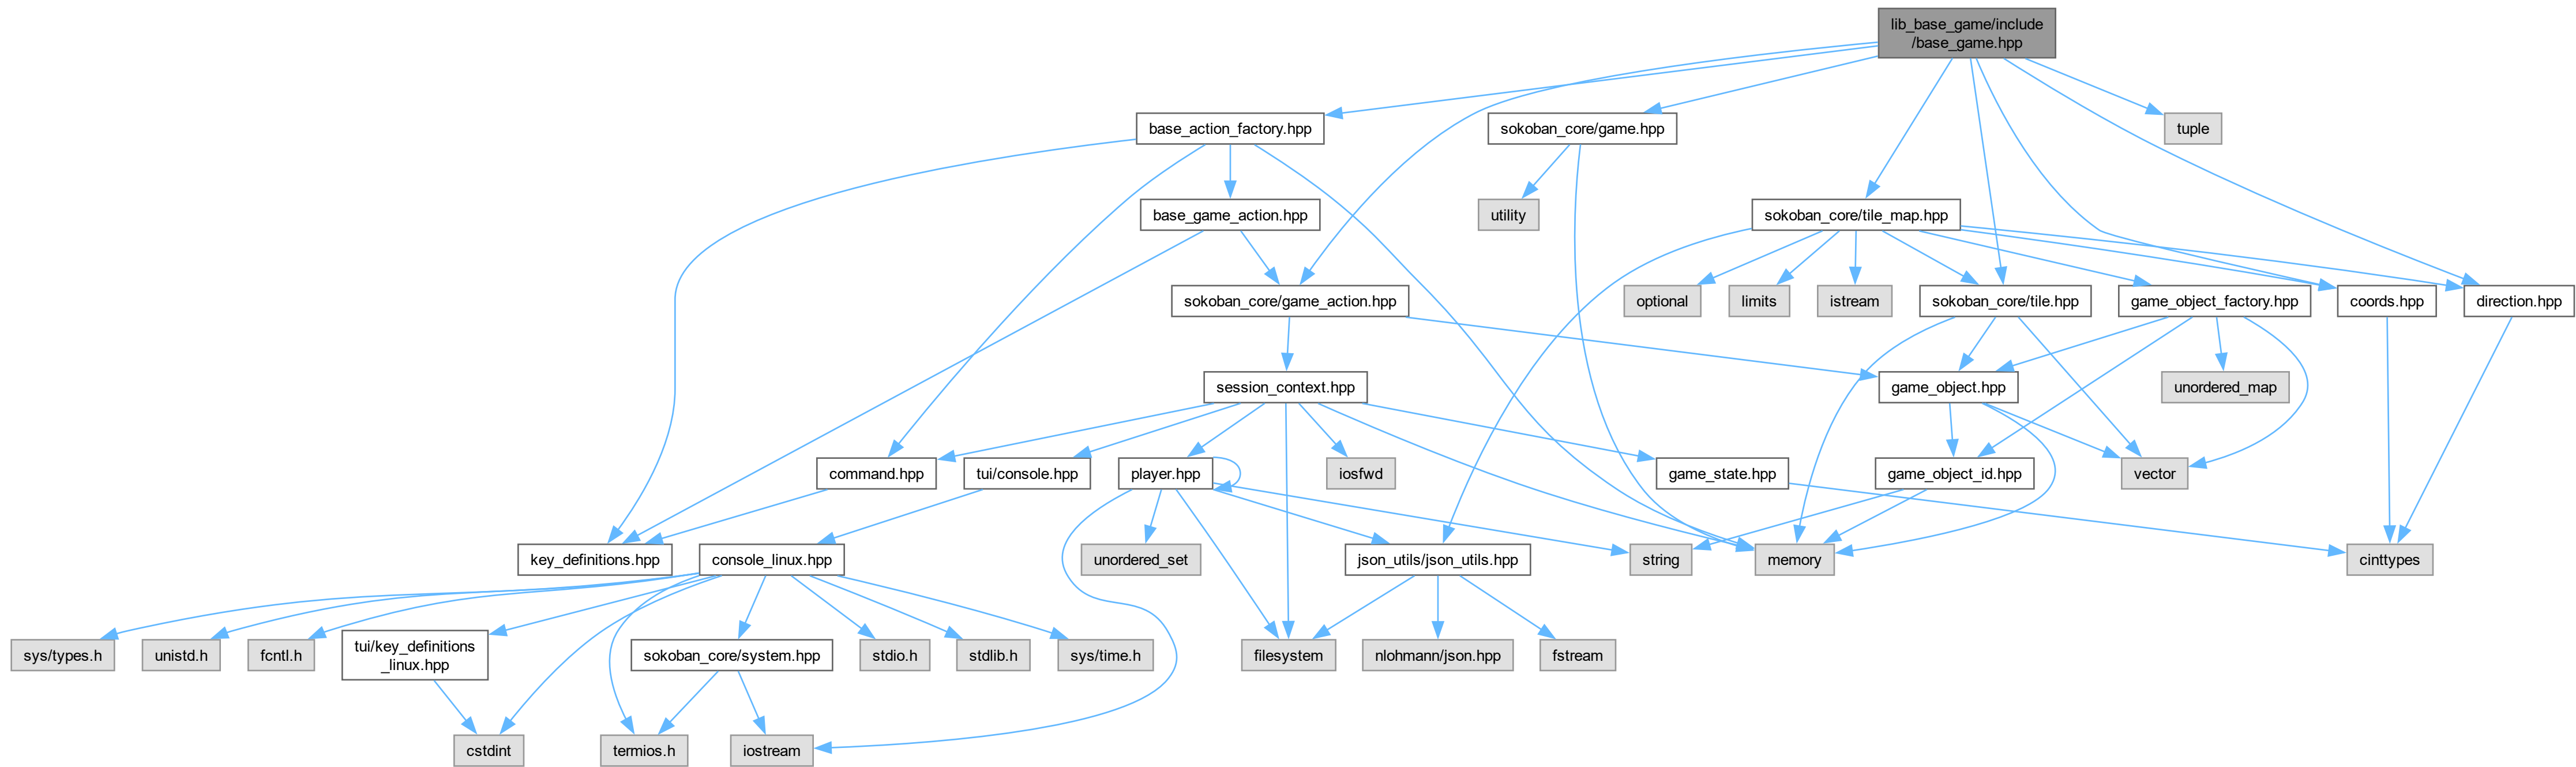 lib_base_game/include
/base_game.hpp
base_action_factory.hpp
sokoban_core/game.hpp
tuple
base_game_action.hpp
utility
sokoban_core/tile_map.hpp
sokoban_core/game_action.hpp
optional
limits
istream
sokoban_core/tile.hpp
game_object_factory.hpp
coords.hpp
direction.hpp
session_context.hpp
game_object.hpp
unordered_map
command.hpp
tui/console.hpp
player.hpp
iosfwd
game_state.hpp
game_object_id.hpp
vector
key_definitions.hpp
console_linux.hpp
unordered_set
json_utils/json_utils.hpp
string
memory
cinttypes
sys/types.h
unistd.h
fcntl.h
tui/key_definitions
_linux.hpp
sokoban_core/system.hpp
stdio.h
stdlib.h
sys/time.h
filesystem
nlohmann/json.hpp
fstream
cstdint
termios.h
iostream